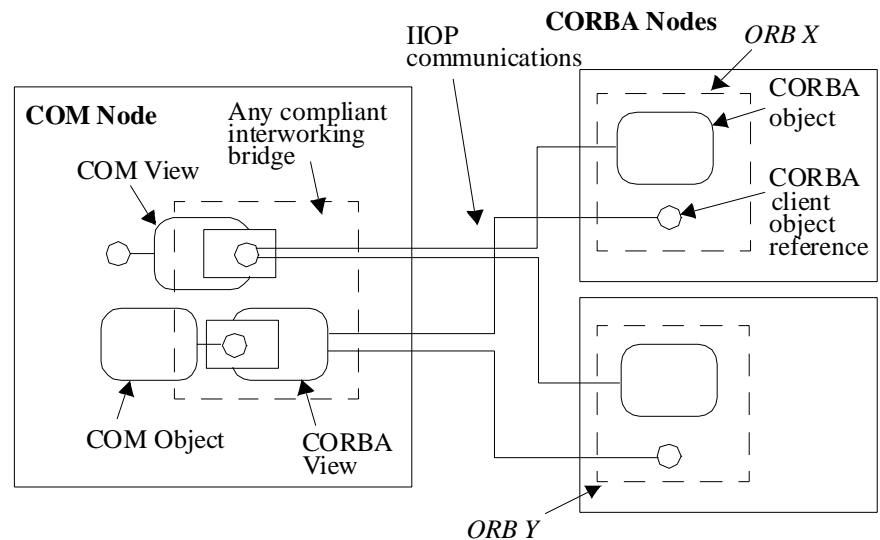 CORBA Nodes
ORB X
IIOP
communications
COM Node
Any compliant
interworking
bridge
COM View
CORBA
object
CORBA
client
object
reference
COM Object
CORBA
View
ORB Y